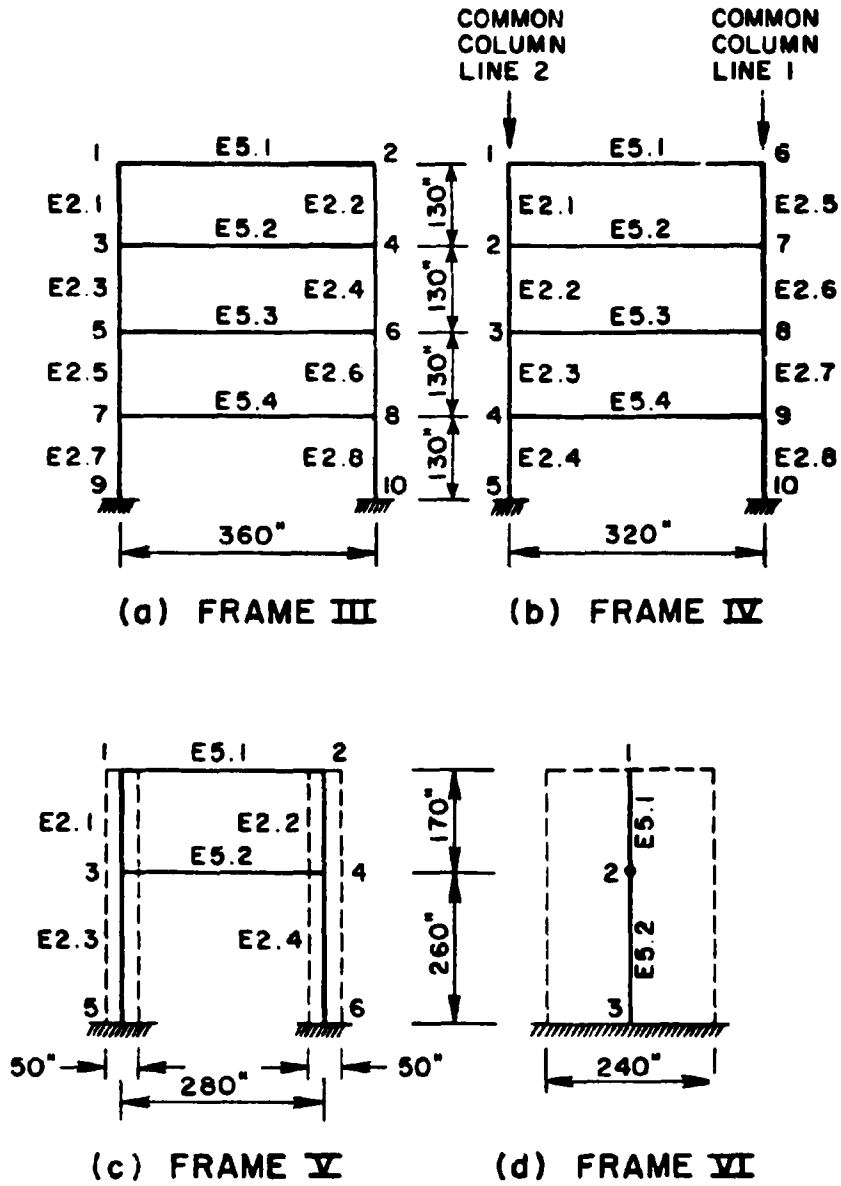 COMMON COLUMN LINE 2
COMMON COLUMN LINE 1
1 E5.1 2
1 E5.1 6
E2.1 E2.2 130" E2.1 E2.5
3 E5.2 4
2 E5.2 7
E2.3 E2.4 130" E2.2 E2.6
5 E5.3 6
3 E5.3 8
E2.5 E2.6 130" E2.3 E2.7
7 E5.4 8
4 E5.4 9
E2.7 E2.8 130" E2.4 E2.8
9 10
5 10
360"
320"
(a) FRAME III
(b) FRAME IV
1 E5.1 2
1
E2.1 E2.2 170" E5.1
3 E5.2 4
2
E2.3 E2.4 260" E5.2
5 6
3
50" 280" 50"
240"
(c) FRAME V
(d) FRAME VI